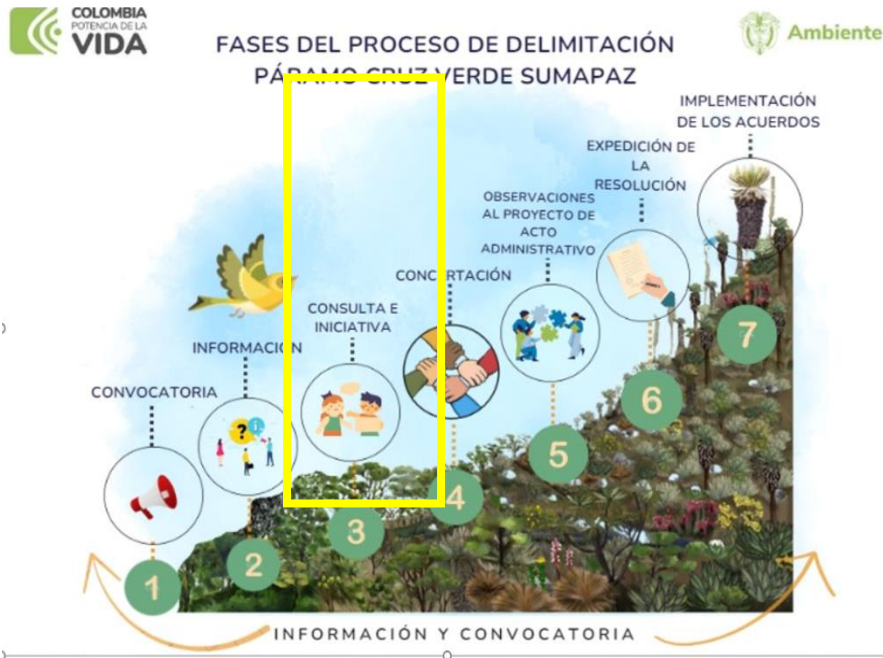 COLOMBIA
POTENCIA DE LA
VIDA
Ambiente
FASES DEL PROCESO DE DELIMITACIÓN
PÁRAMO CRUZ VERDE SUMAPAZ
IMPLEMENTACIÓN
DE LOS ACUERDOS
EXPEDICIÓN DE
LA
RESOLUCIÓN
OBSERVACIONES
AL PROYECTO DE
ACTO
ADMINISTRATIVO
CONCERTACIÓN
CONSULTA E
INICIATIVA
INFORMACIÓN
CONVOCATORIA
1
2
3
4
5
6
7
INFORMACIÓN Y CONVOCATORIA